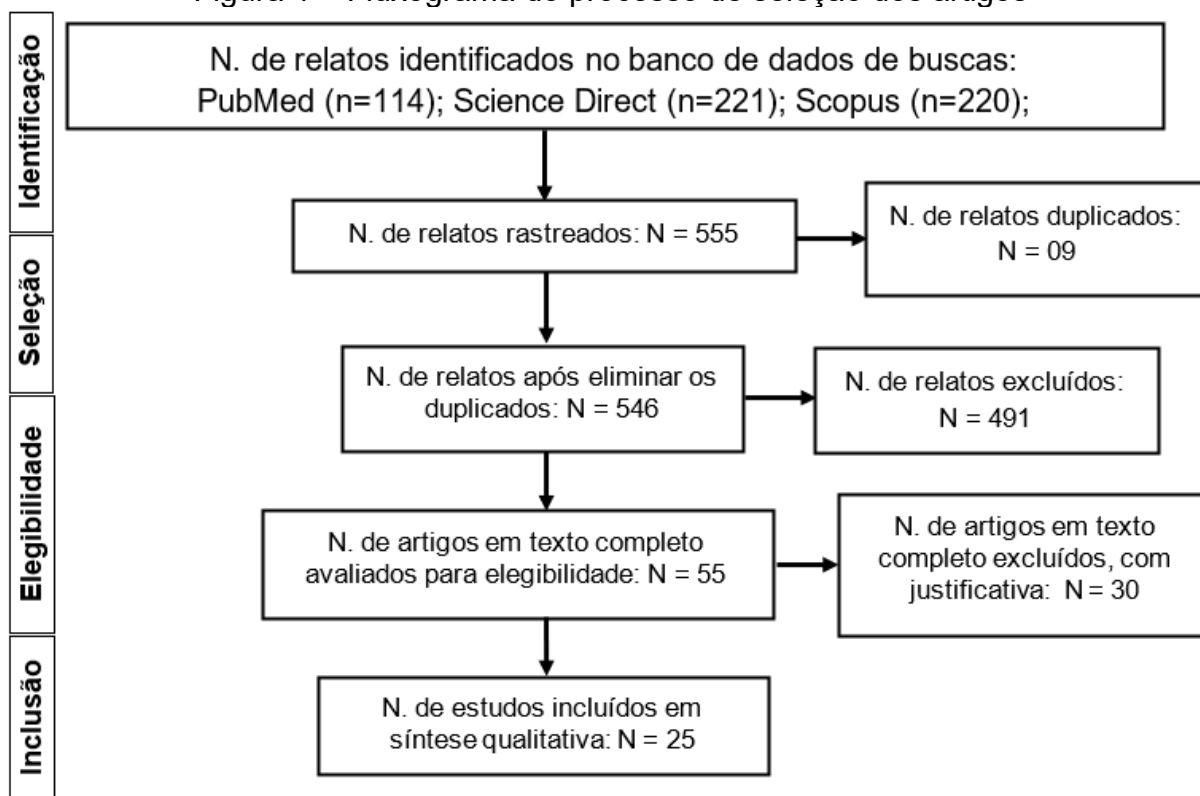 Identificação
N. de relatos identificados no banco de dados de buscas:
PubMed (n=114); Science Direct (n=221); Scopus (n=220);
N. de relatos rastreados: N = 555
N. de relatos duplicados:
N = 09
Seleção
N. de relatos após eliminar os
duplicados: N = 546
N. de relatos excluídos:
N = 491
Elegibilidade
N. de artigos em texto completo
avaliados para elegibilidade: N = 55
N. de artigos em texto
completo excluídos, com
justificativa: N = 30
Inclusão
N. de estudos incluídos em
síntese qualitativa: N = 25